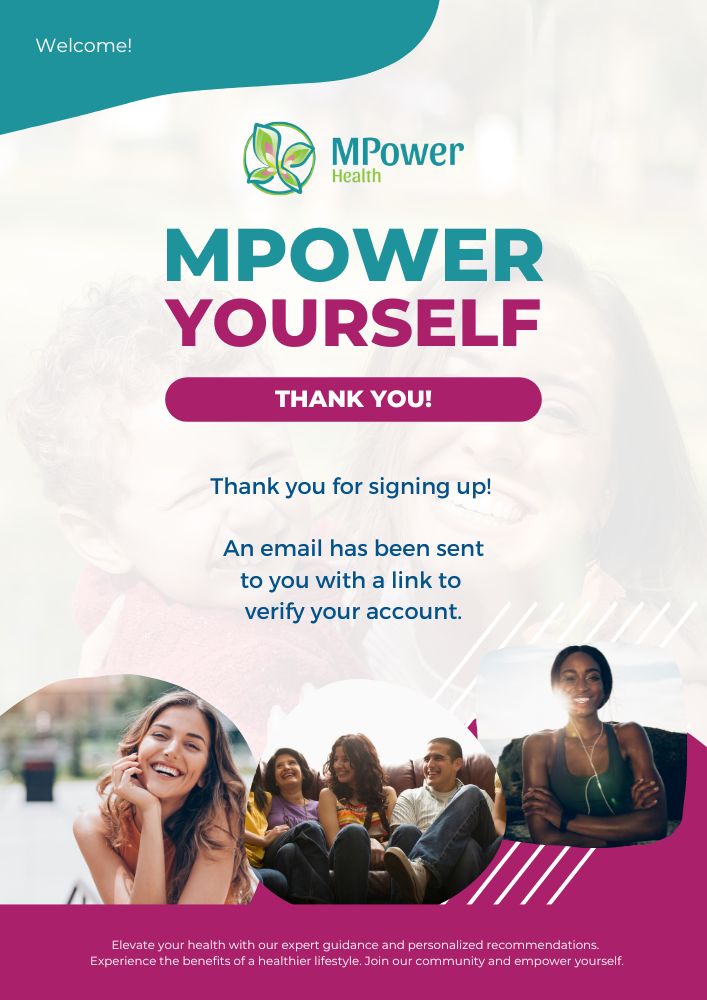 Welcome!
MPower
Health
MPOWER
YOURSELF
THANK YOU!
Thank you for signing up!
An email has been sent
to you with a link to
verify your account.
Elevate your health with our expert guidance and personalized recommendations.
Experience the benefits of a healthier lifestyle. Join our community and empower yourself.